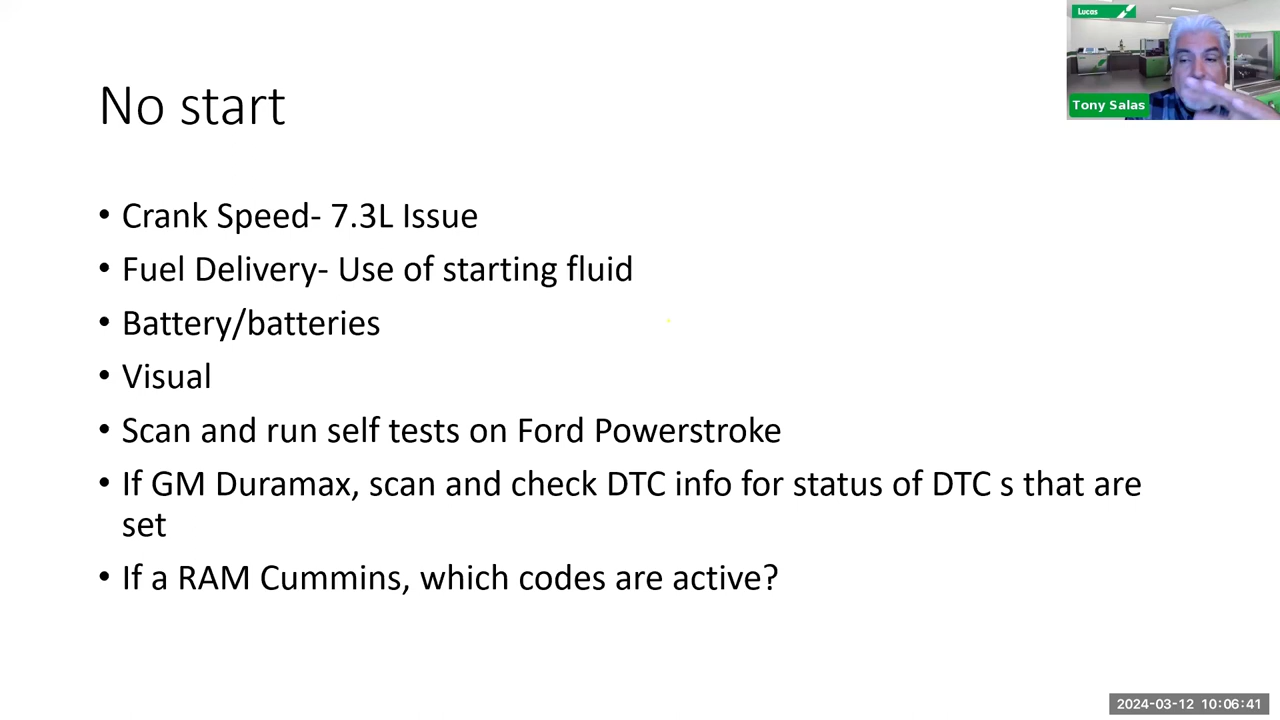 Lucas
Tony Salas
No start
• Crank Speed- 7.3L Issue
• Fuel Delivery- Use of starting fluid
• Battery/batteries
• Visual
• Scan and run self tests on Ford Powerstroke
• If GM Duramax, scan and check DTC info for status of DTC s that are
set
• If a RAM Cummins, which codes are active?
2024-03-12 10:06:41